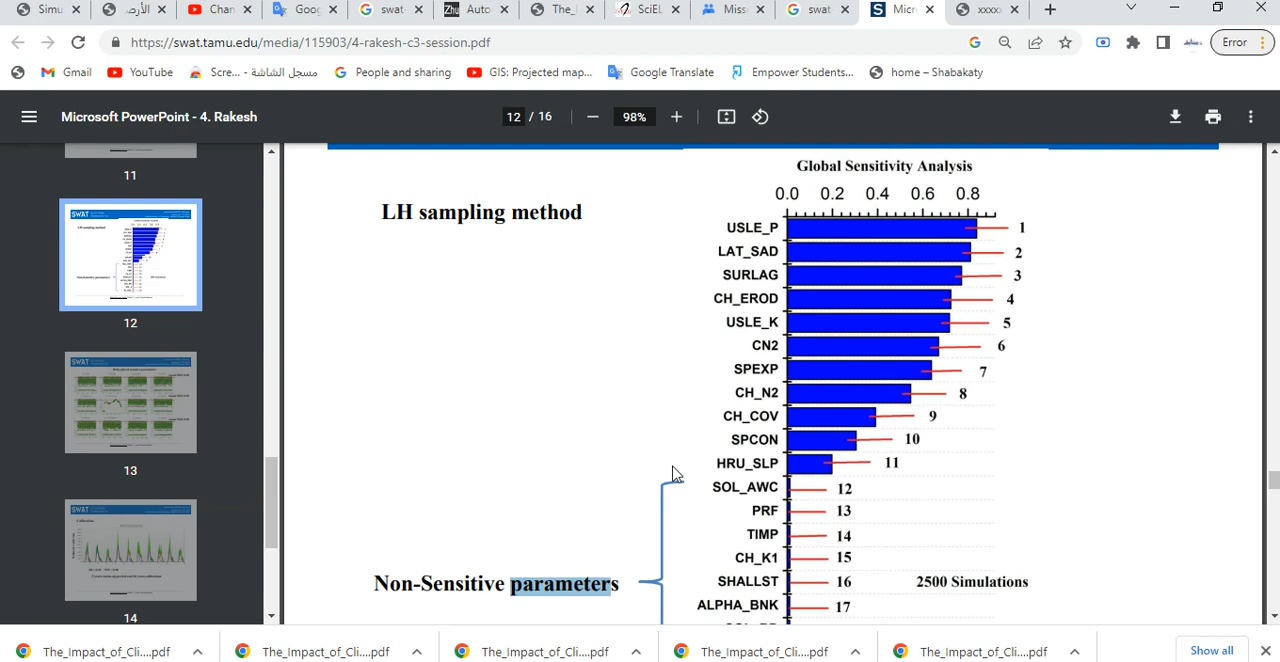 Simu
الأرصـ
Chan
Goog
swat-
Zhu Auto
The_I
SciEL
Miss
swat
Micro
xxxxx
https://swat.tamu.edu/media/115903/4-rakesh-c3-session.pdf
Error
Gmail
YouTube
Scre... - مسجل الشاشة
People and sharing
GIS: Projected map...
Google Translate
Empower Students...
home – Shabakaty
Microsoft PowerPoint - 4. Rakesh
12 / 16
98%
11
12
13
14
Global Sensitivity Analysis
LH sampling method
0.0 0.2 0.4 0.6 0.8
USLE_P 1
LAT_SAD 2
SURLAG 3
CH_EROD 4
USLE_K 5
CN2 6
SPEXP 7
CH_N2 8
CH_COV 9
SPCON 10
HRU_SLP 11
SOL_AWC 12
PRF 13
TIMP 14
CH_K1 15
SHALLST 16
2500 Simulations
Non-Sensitive parameters
ALPHA_BNK 17
The_Impact_of_Cli....pdf
The_Impact_of_Cli....pdf
The_Impact_of_Cli....pdf
The_Impact_of_Cli....pdf
The_Impact_of_Cli....pdf
Show all